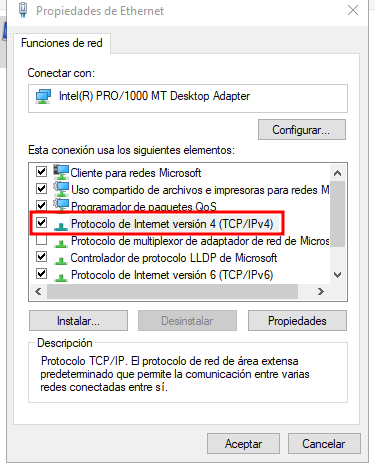 Propiedades de Ethernet
Funciones de red
Conectar con:
Intel(R) PRO/1000 MT Desktop Adapter
Configurar...
Esta conexión usa los siguientes elementos:
Cliente para redes Microsoft
Uso compartido de archivos e impresoras para redes M
Programador de paquetes QoS
Protocolo de Internet versión 4 (TCP/IPv4)
Protocolo de multiplexor de adaptador de red de Micros
Controlador de protocolo LLDP de Microsoft
Protocolo de Internet versión 6 (TCP/IPv6)
Instalar... Desinstalar Propiedades
Descripción
Protocolo TCP/IP. El protocolo de red de área extensa
predeterminado que permite la comunicación entre varias
redes conectadas entre sí.
Aceptar Cancelar